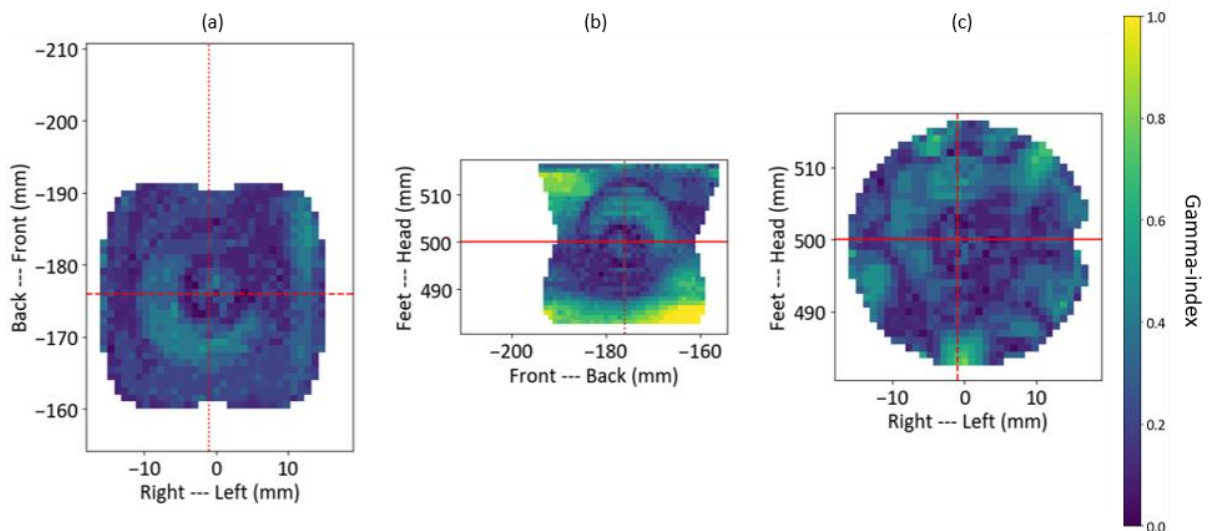 (a)
(b)
(c)
−210
−200
−190
−180
−170
−160
Back --- Front (mm)
−10
0
10
Right --- Left (mm)
510
500
490
Feet --- Head (mm)
−200
−180
−160
Front --- Back (mm)
510
500
490
Feet --- Head (mm)
−10
0
10
Right --- Left (mm)
1.0
0.8
0.6
0.4
0.2
0.0
Gamma-index